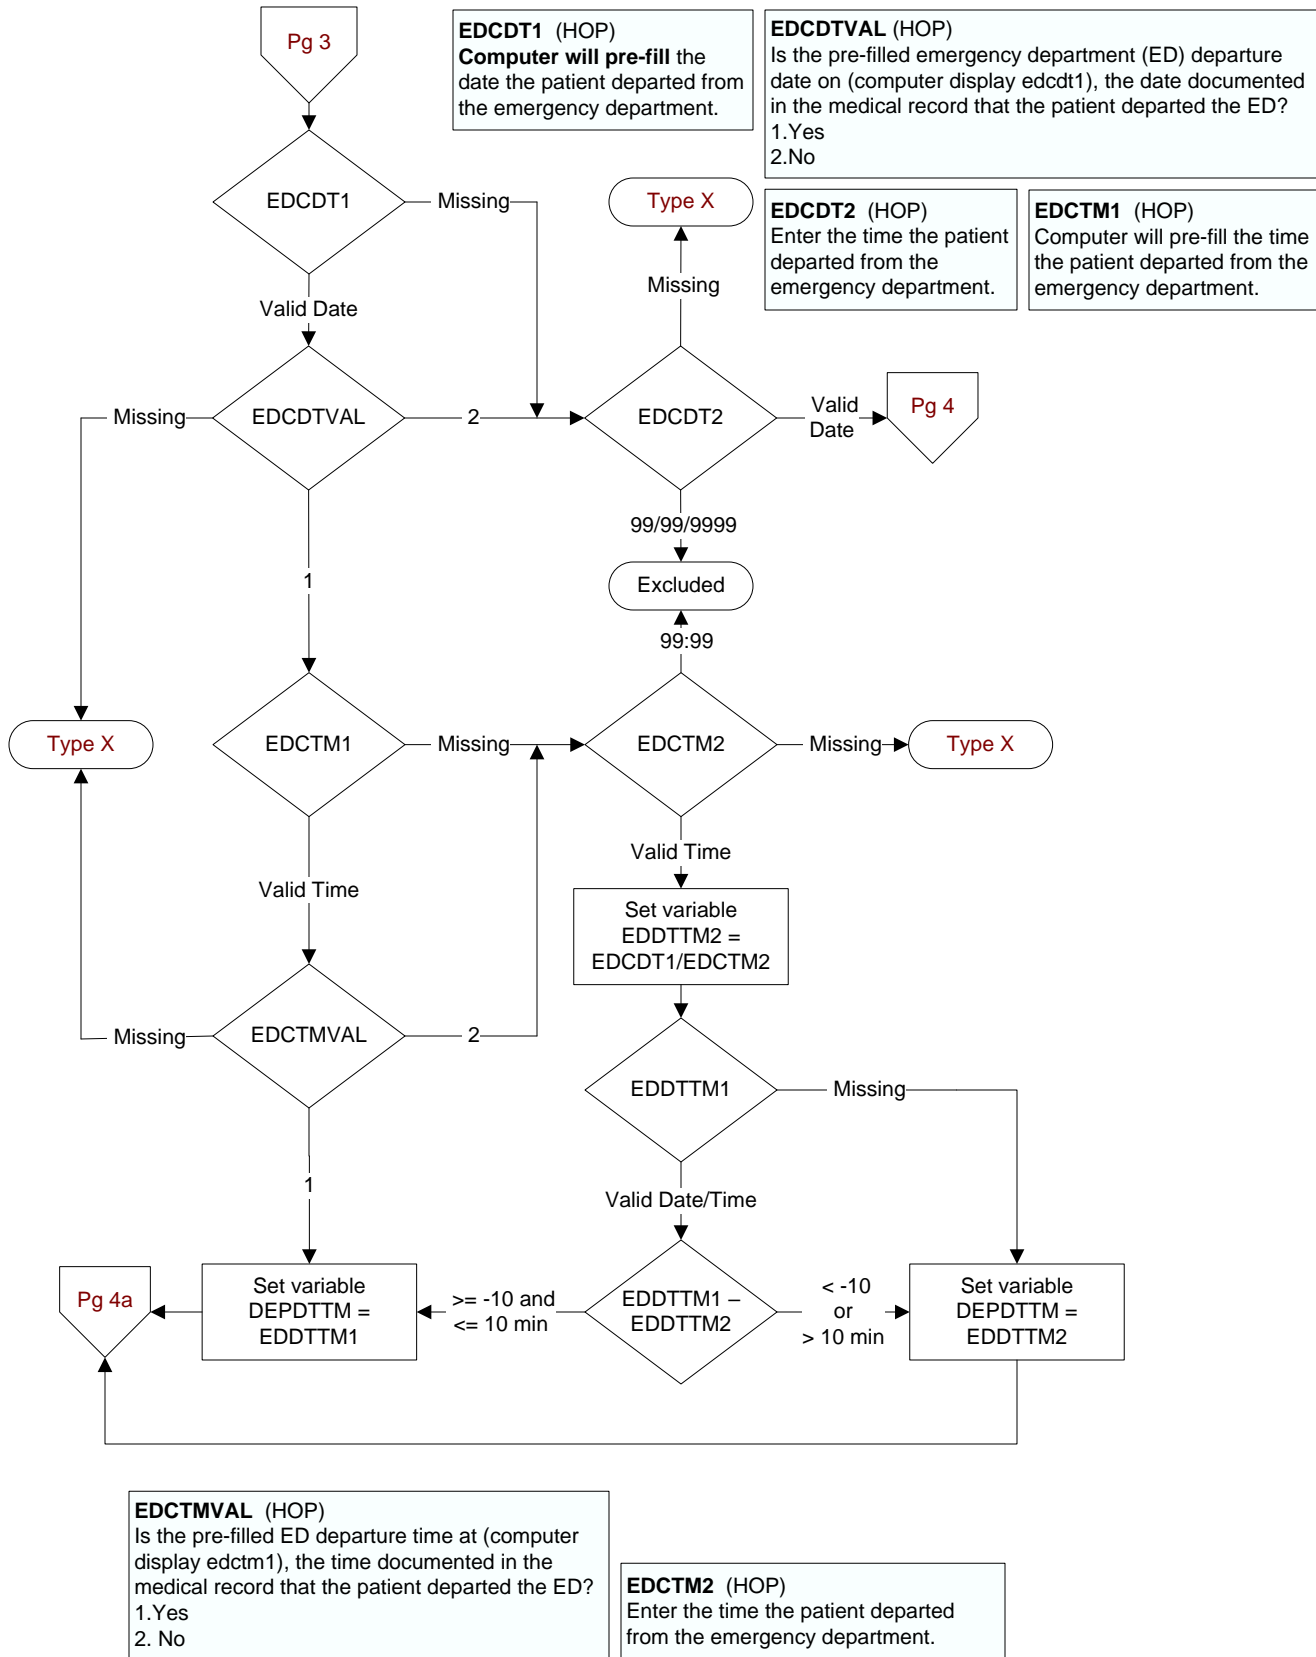 Pg 3
EDCDT1 (HOP)
Computer will pre-fill the
date the patient departed from
the emergency department.
EDCDTVAL (HOP)
Is the pre-filled emergency department (ED) departure
date on (computer display edcdt1), the date documented
in the medical record that the patient departed the ED?
1.Yes
2.No
EDCDT1
Missing
Type X
EDCDT2 (HOP)
Enter the time the patient
departed from the
emergency department.
EDCTM1 (HOP)
Computer will pre-fill the time
the patient departed from the
emergency department.
Missing
Valid Date
Missing
EDCDTVAL
2
EDCDT2
Valid
Date
Pg 4
99/99/9999
1
Excluded
99:99
Type X
EDCTM1
Missing
EDCTM2
Missing
Type X
Valid Time
Valid Time
Set variable
EDDTTM2 =
EDCDT1/EDCTM2
Missing
EDCTMVAL
2
EDDTTM1
Missing
1
Valid Date/Time
Pg 4a
Set variable
DEPDTTM =
EDDTTM1
>= -10 and
<= 10 min
EDDTTM1 –
EDDTTM2
< -10
or
> 10 min
Set variable
DEPDTTM =
EDDTTM2
EDCTMVAL (HOP)
Is the pre-filled ED departure time at (computer
display edctm1), the time documented in the
medical record that the patient departed the ED?
1.Yes
2. No
EDCTM2 (HOP)
Enter the time the patient departed
from the emergency department.